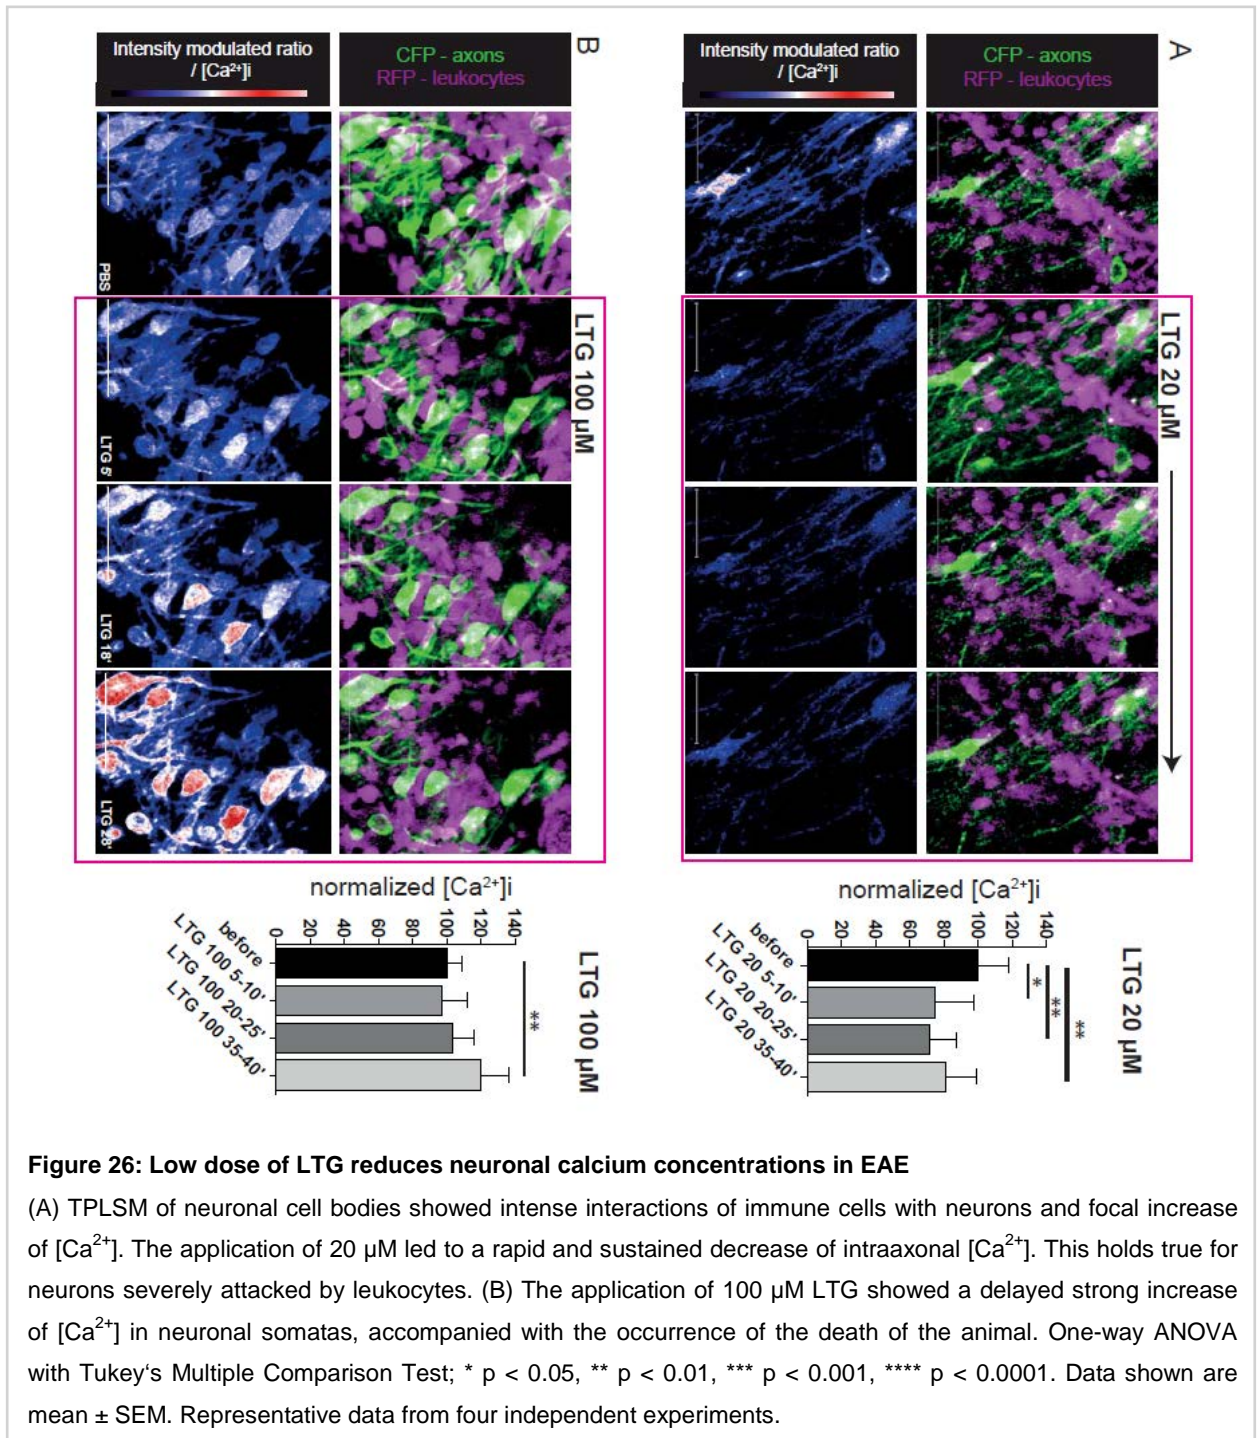 A
CFP - axons
RFP - leukocytes
Intensity modulated ratio
/ [Ca²⁺]i
LTG 20 µM
LTG 20 µM
normalized [Ca²⁺]i
0
20
40
60
80
100
120
140
before
LTG 20 5-10'
LTG 20 20-25'
LTG 20 35-40'
*
**
**
B
CFP - axons
RFP - leukocytes
Intensity modulated ratio
/ [Ca²⁺]i
LTG 100 µM
PBS
LTG 5'
LTG 18'
LTG 28'
LTG 100 µM
normalized [Ca²⁺]i
0
20
40
60
80
100
120
140
before
LTG 100 5-10'
LTG 100 20-25'
LTG 100 35-40'
**
Figure 26: Low dose of LTG reduces neuronal calcium concentrations in EAE
(A) TPLSM of neuronal cell bodies showed intense interactions of immune cells with neurons and focal increase
of [Ca²⁺]. The application of 20 µM led to a rapid and sustained decrease of intraaxonal [Ca²⁺]. This holds true for
neurons severely attacked by leukocytes. (B) The application of 100 µM LTG showed a delayed strong increase
of [Ca²⁺] in neuronal somatas, accompanied with the occurrence of the death of the animal. One-way ANOVA
with Tukey‘s Multiple Comparison Test; * p < 0.05, ** p < 0.01, *** p < 0.001, **** p < 0.0001. Data shown are
mean ± SEM. Representative data from four independent experiments.